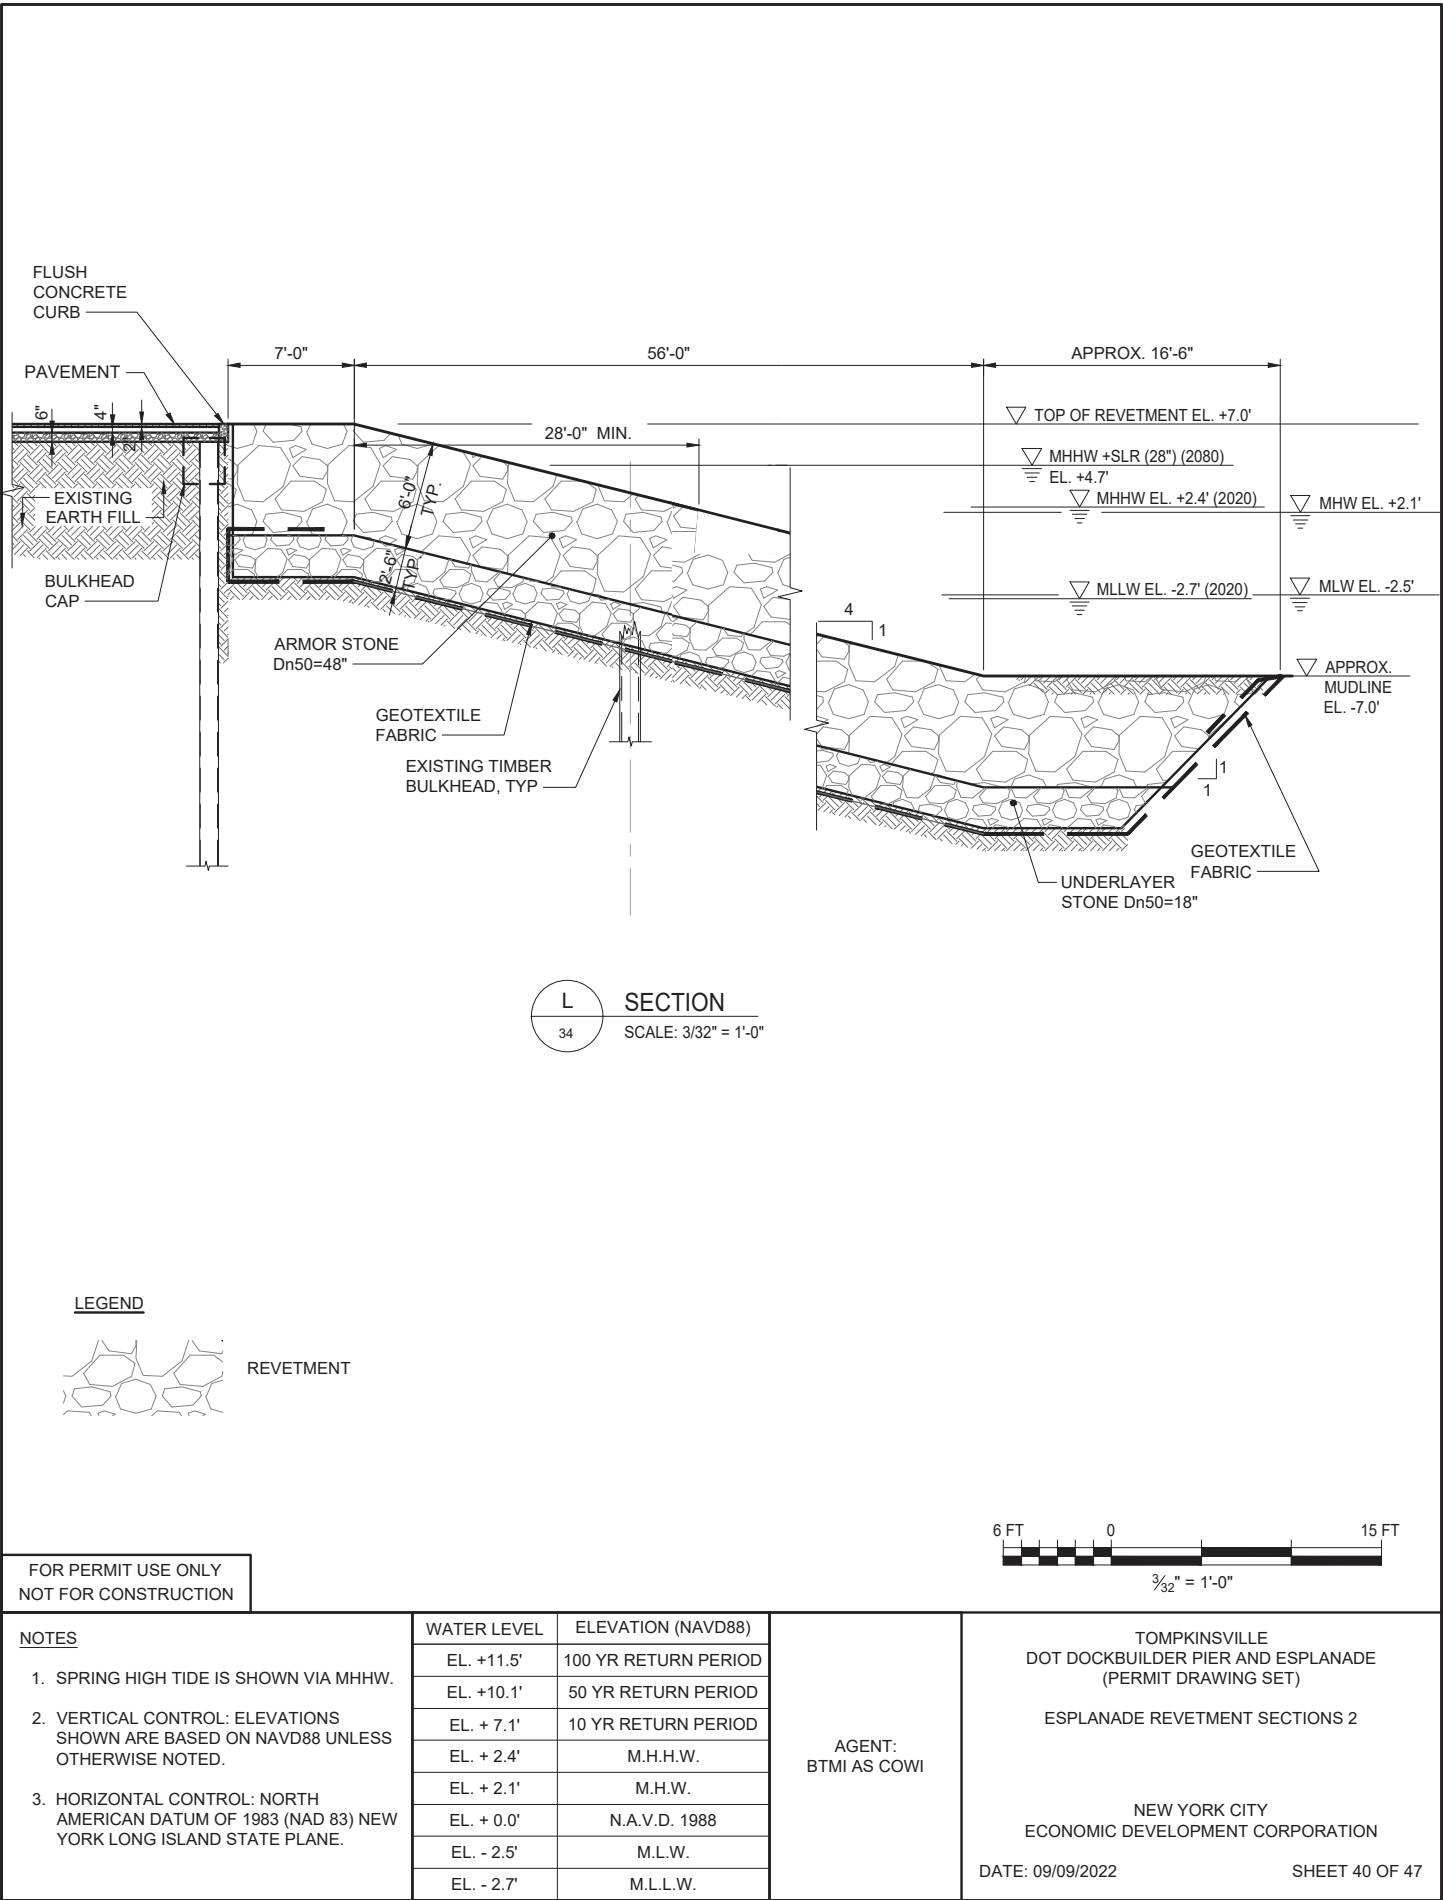 FLUSH
CONCRETE
CURB
PAVEMENT
7'-0"
56'-0"
APPROX. 16'-6"
6"
4"
2"
28'-0" MIN.
TOP OF REVETMENT EL. +7.0'
MHHW +SLR (28") (2080)
EL. +4.7'
MHHW EL. +2.4' (2020)
MHW EL. +2.1'
EXISTING
EARTH FILL
6'-0"
TYP.
2'-6"
TYP.
BULKHEAD
CAP
MLLW EL. -2.7' (2020)
MLW EL. -2.5'
4
1
ARMOR STONE
Dn50=48"
APPROX.
MUDLINE
EL. -7.0'
GEOTEXTILE
FABRIC
EXISTING TIMBER
BULKHEAD, TYP
1
1
GEOTEXTILE
FABRIC
UNDERLAYER
STONE Dn50=18"
L
34
SECTION
SCALE: 3/32" = 1'-0"
LEGEND
REVETMENT
6 FT 0 15 FT
3⁄32" = 1'-0"
FOR PERMIT USE ONLY
NOT FOR CONSTRUCTION
NOTES
1. SPRING HIGH TIDE IS SHOWN VIA MHHW.
2. VERTICAL CONTROL: ELEVATIONS
SHOWN ARE BASED ON NAVD88 UNLESS
OTHERWISE NOTED.
3. HORIZONTAL CONTROL: NORTH
AMERICAN DATUM OF 1983 (NAD 83) NEW
YORK LONG ISLAND STATE PLANE.
WATER LEVEL ELEVATION (NAVD88)
EL. +11.5' 100 YR RETURN PERIOD
EL. +10.1' 50 YR RETURN PERIOD
EL. + 7.1' 10 YR RETURN PERIOD
EL. + 2.4' M.H.H.W.
EL. + 2.1' M.H.W.
EL. + 0.0' N.A.V.D. 1988
EL. - 2.5' M.L.W.
EL. - 2.7' M.L.L.W.
AGENT:
BTMI AS COWI
TOMPKINSVILLE
DOT DOCKBUILDER PIER AND ESPLANADE
(PERMIT DRAWING SET)
ESPLANADE REVETMENT SECTIONS 2
NEW YORK CITY
ECONOMIC DEVELOPMENT CORPORATION
DATE: 09/09/2022 SHEET 40 OF 47